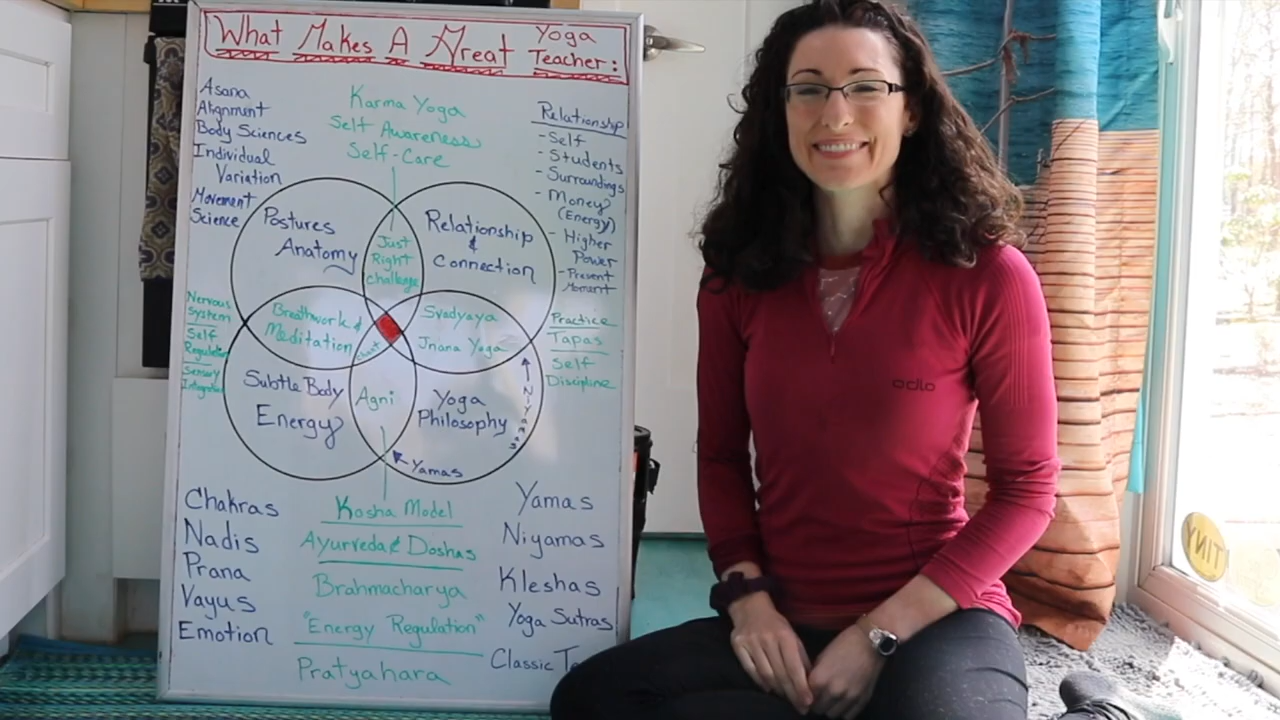 What Makes A Great Yoga
Teacher:
Asana
Alignment
Body Sciences
Individual
Variation
Movement
Science
Karma Yoga
Self Awareness
Self-Care
Relationship
- Self
- Students
- Surroundings
- Money
(Energy)
- Higher
Power
- Present
Moment
Postures
Anatomy
Just
Right
Challenge
Relationship
&
Connection
Nervous
System
Self
Regulation
Sensory
Integration
Breathwork &
Meditation
chant
Svadyaya
Jnana Yoga
Practice
Tapas
Self
Discipline
Subtle Body
Energy
Agni
Yoga
Philosophy
Niyamas
Yamas
Chakras
Nadis
Prana
Vayus
Emotion
Kosha Model
Ayurveda & Doshas
Brahmacharya
"Energy Regulation"
Pratyahara
Yamas
Niyamas
Kleshas
Yoga Sutras
Classic
odlo
TINY